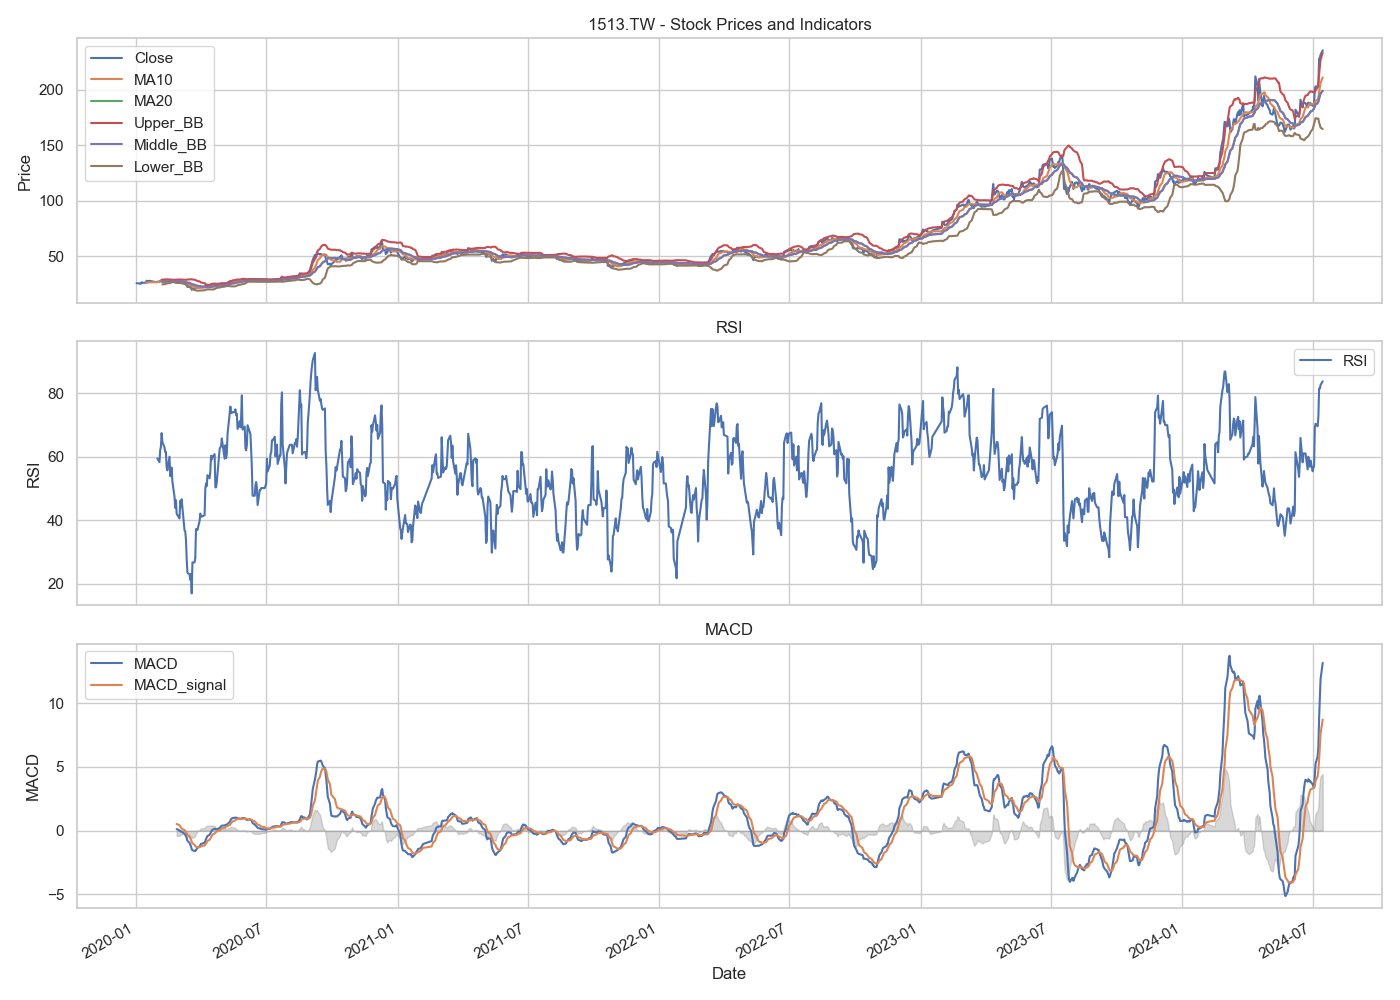 1513.TW - Stock Prices and Indicators
Close
MA10
MA20
Upper_BB
Middle_BB
Lower_BB
Price
200
150
100
50
RSI
RSI
RSI
80
60
40
20
MACD
MACD
MACD_signal
MACD
10
5
0
−5
2020-01
2020-07
2021-01
2021-07
2022-01
2022-07
2023-01
2023-07
2024-01
2024-07
Date